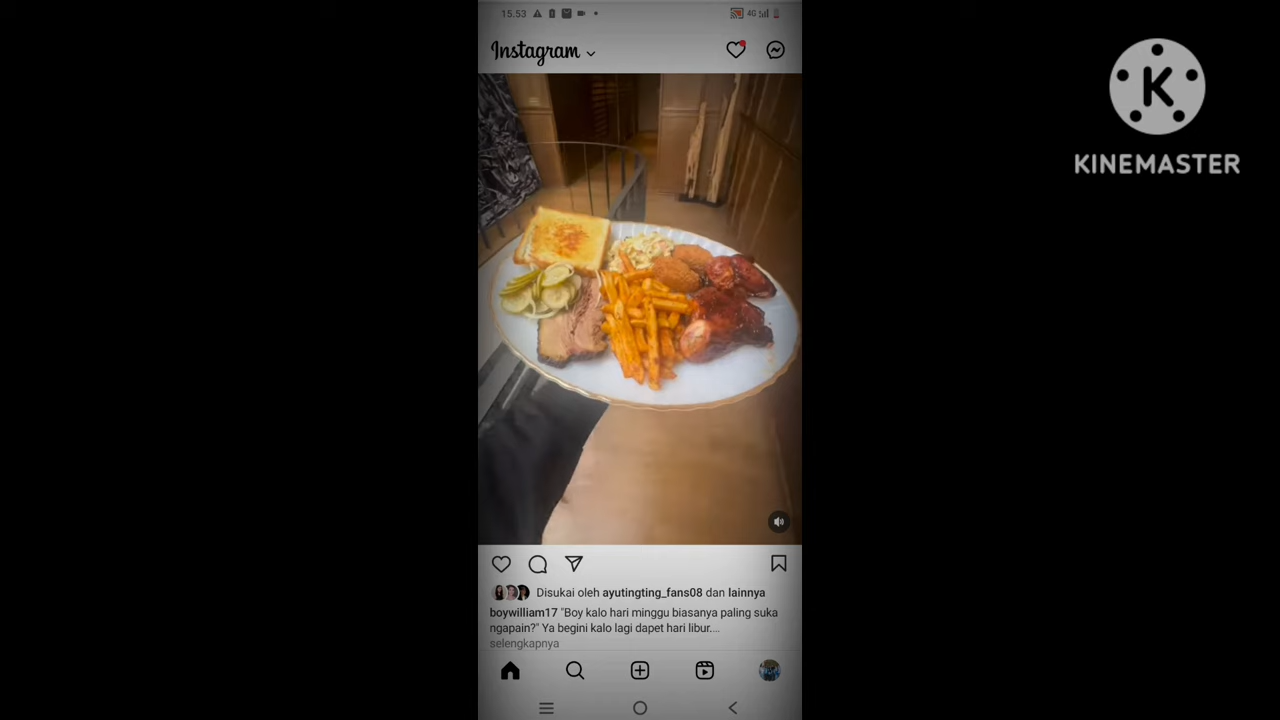 15.53
4G
Instagram
K
KINEMASTER
Disukai oleh ayutingting_fans08 dan lainnya
boywilliam17 "Boy kalo hari minggu biasanya paling suka
ngapain?" Ya begini kalo lagi dapet hari libur....
selengkapnya